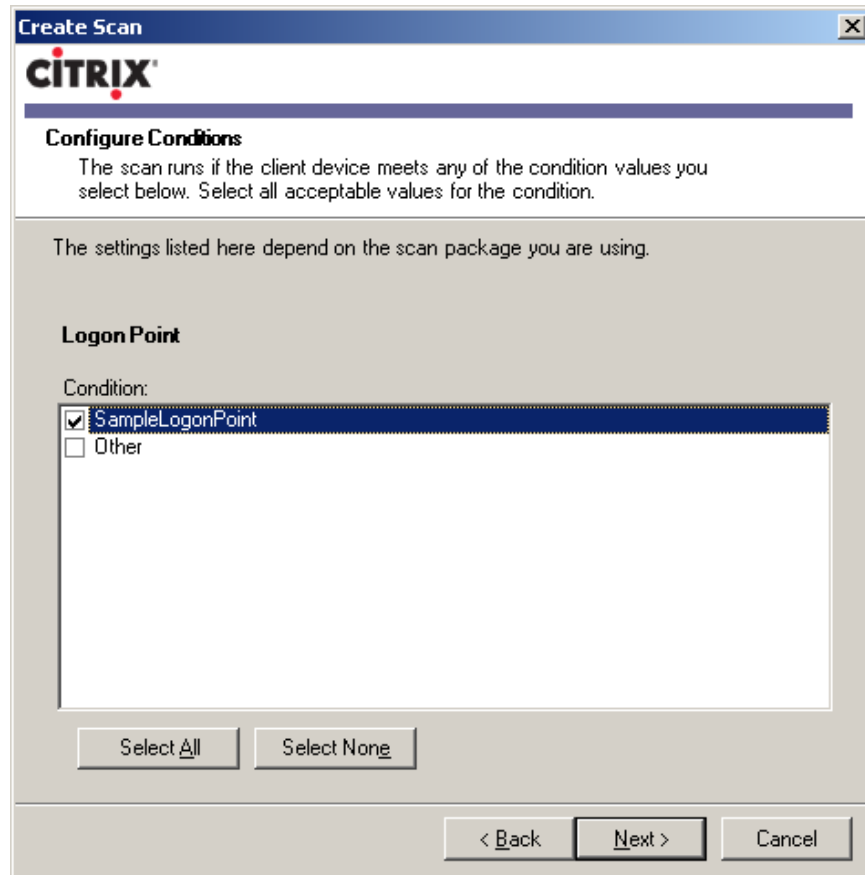 Create Scan
CİTRIX®
Configure Conditions
The scan runs if the client device meets any of the condition values you
select below. Select all acceptable values for the condition.
The settings listed here depend on the scan package you are using.
Logon Point
Condition:
SampleLogonPoint
Other
Select All
Select None
< Back
Next >
Cancel